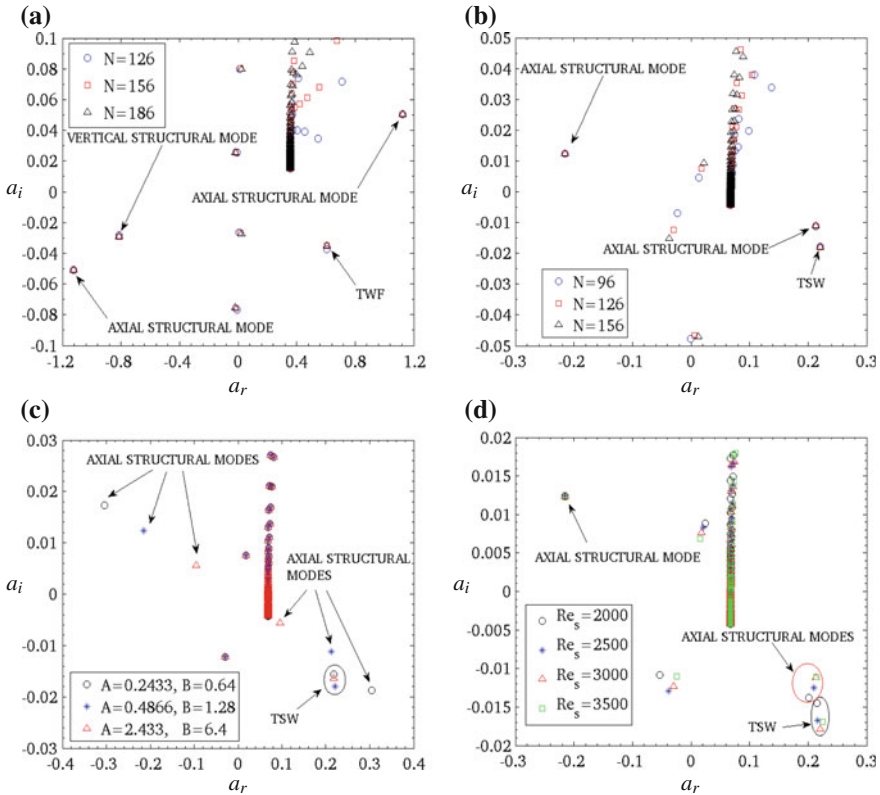 (a)
0.1
0.08
0.06
0.04
0.02
0
-0.02
-0.04
-0.06
-0.08
-0.1
a_i
N=126
N=156
N=186
VERTICAL STRUCTURAL MODE
AXIAL STRUCTURAL MODE
AXIAL STRUCTURAL MODE
TWF
-1.2
-0.8
-0.4
0
0.4
0.8
1.2
a_r
(b)
0.05
0.04
0.03
0.02
0.01
0
-0.01
-0.02
-0.03
-0.04
-0.05
a_i
AXIAL STRUCTURAL MODE
AXIAL STRUCTURAL MODE
TSW
N=96
N=126
N=156
-0.3
-0.2
-0.1
0
0.1
0.2
0.3
a_r
(c)
0.03
0.02
0.01
0
-0.01
-0.02
-0.03
a_i
AXIAL STRUCTURAL MODES
AXIAL STRUCTURAL
MODES
TSW
A=0.2433, B=0.64
A=0.4866, B=1.28
A=2.433, B=6.4
-0.4
-0.3
-0.2
-0.1
0
0.1
0.2
0.3
0.4
a_r
(d)
0.02
0.015
0.01
0.005
0
-0.005
-0.01
-0.015
-0.02
a_i
AXIAL STRUCTURAL MODE
Re_s=2000
Re_s=2500
Re_s=3000
Re_s=3500
AXIAL STRUCTURAL MODES
TSW
-0.3
-0.2
-0.1
0
0.1
0.2
0.3
a_r